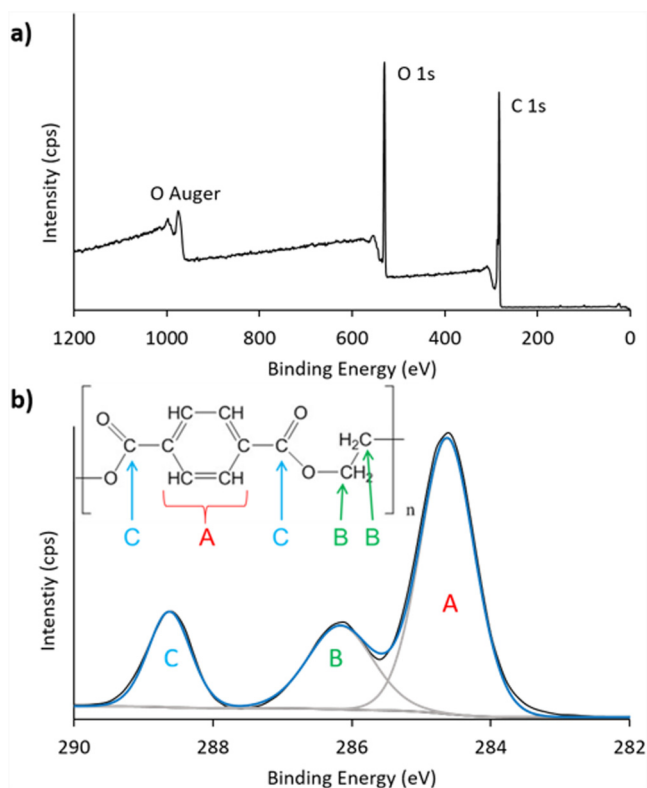 a)
O 1s
C 1s
O Auger
Intensity (cps)
1200 1000 800 600 400 200 0
Binding Energy (eV)
b)
O HC CH O
C C C C H₂C
O HC CH O CH₂
n
C A C B B
A
C B
Intenstiy (cps)
290 288 286 284 282
Binding Energy (eV)